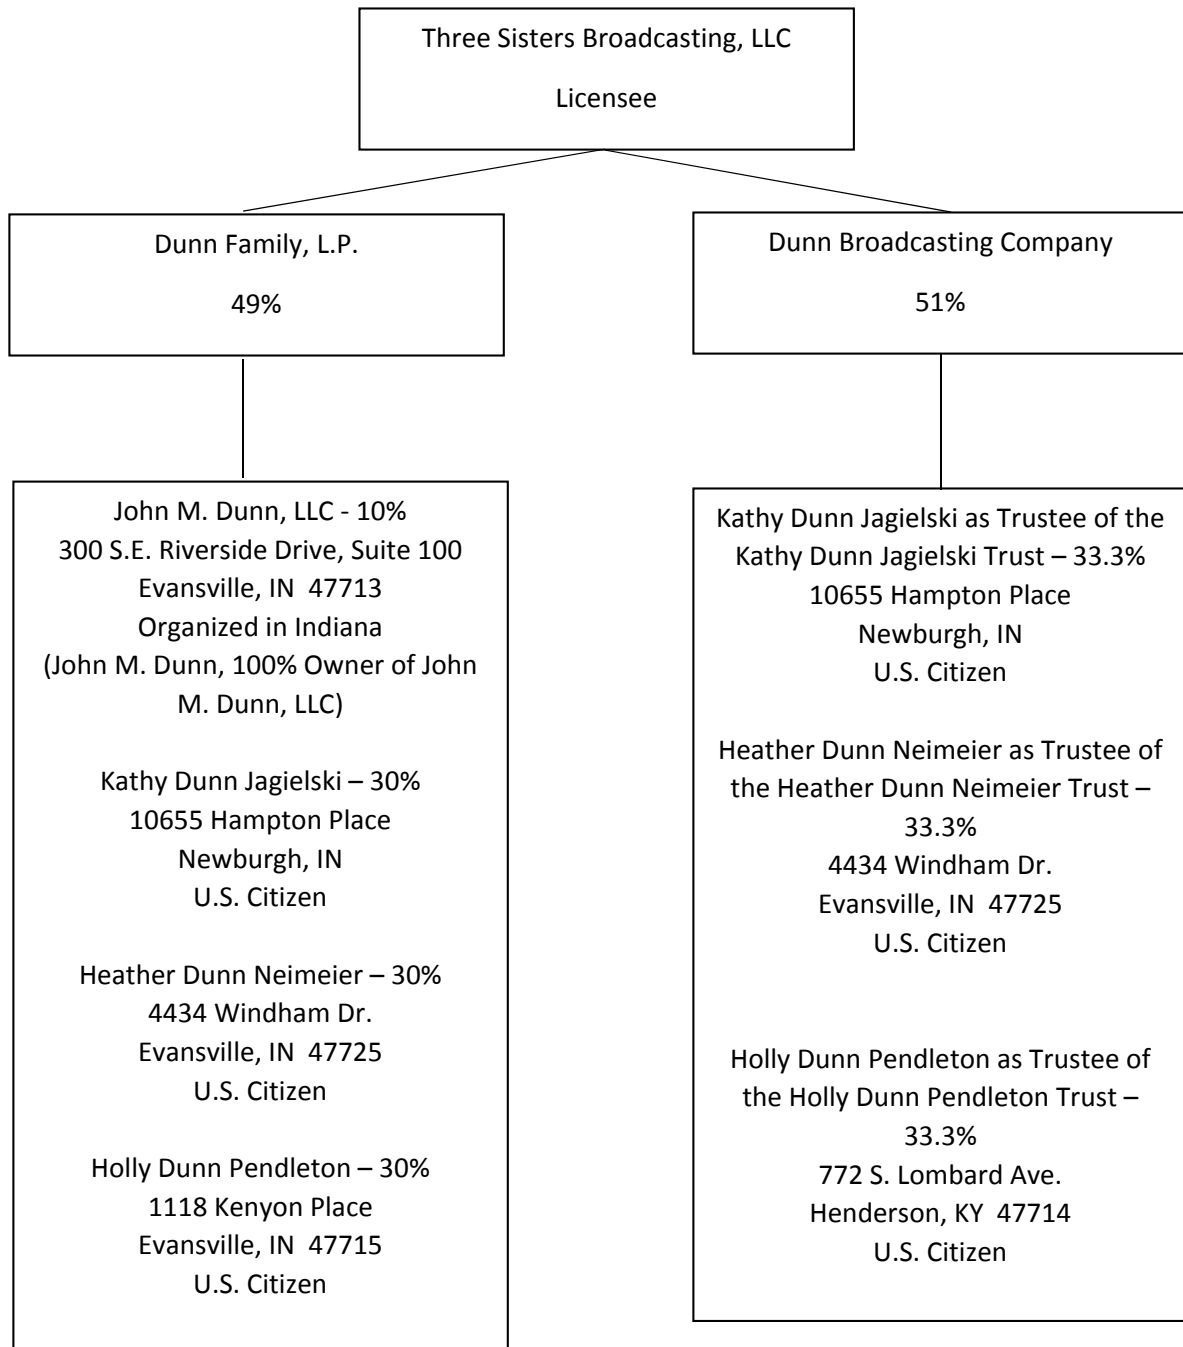 Three Sisters Broadcasting, LLC
Licensee
Dunn Family, L.P.
49%
Dunn Broadcasting Company
51%
John M. Dunn, LLC - 10%
300 S.E. Riverside Drive, Suite 100
Evansville, IN  47713
Organized in Indiana
(John M. Dunn, 100% Owner of John
M. Dunn, LLC)
Kathy Dunn Jagielski – 30%
10655 Hampton Place
Newburgh, IN
U.S. Citizen
Heather Dunn Neimeier – 30%
4434 Windham Dr.
Evansville, IN  47725
U.S. Citizen
Holly Dunn Pendleton – 30%
1118 Kenyon Place
Evansville, IN  47715
U.S. Citizen
Kathy Dunn Jagielski as Trustee of the
Kathy Dunn Jagielski Trust – 33.3%
10655 Hampton Place
Newburgh, IN
U.S. Citizen
Heather Dunn Neimeier as Trustee of
the Heather Dunn Neimeier Trust –
33.3%
4434 Windham Dr.
Evansville, IN  47725
U.S. Citizen
Holly Dunn Pendleton as Trustee of
the Holly Dunn Pendleton Trust –
33.3%
772 S. Lombard Ave.
Henderson, KY  47714
U.S. Citizen